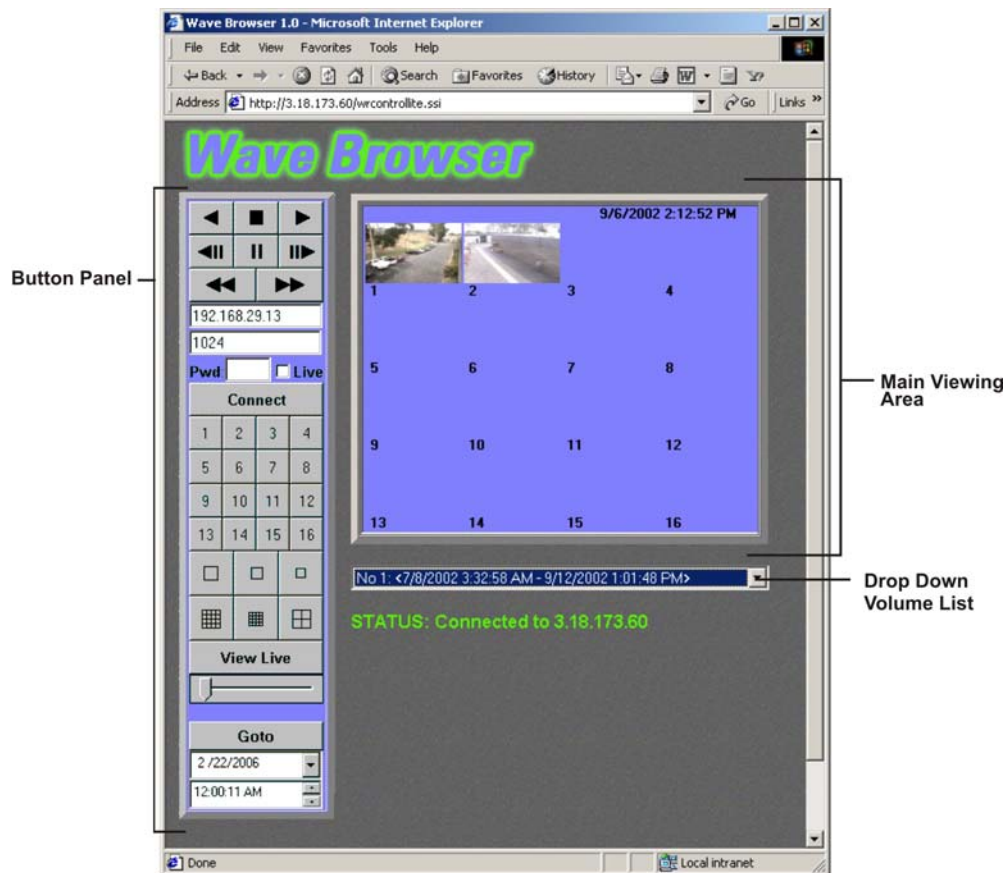 Wave Browser 1.0 - Microsoft Internet Explorer
File Edit View Favorites Tools Help
Back Search Favorites History
Address http://3.18.173.60/wrcontrollite.ssi Go Links »
Wave Browser
Button Panel
192.168.29.13
1024
Pwd Live
Connect
1 2 3 4
5 6 7 8
9 10 11 12
13 14 15 16
View Live
Goto
2 /22/2006
12:00:11 AM
9/6/2002 2:12:52 PM
1 2 3 4
5 6 7 8
9 10 11 12
13 14 15 16
Main Viewing
Area
No 1: <7/8/2002 3:32:58 AM - 9/12/2002 1:01:48 PM>
Drop Down
Volume List
STATUS: Connected to 3.18.173.60
Done Local intranet